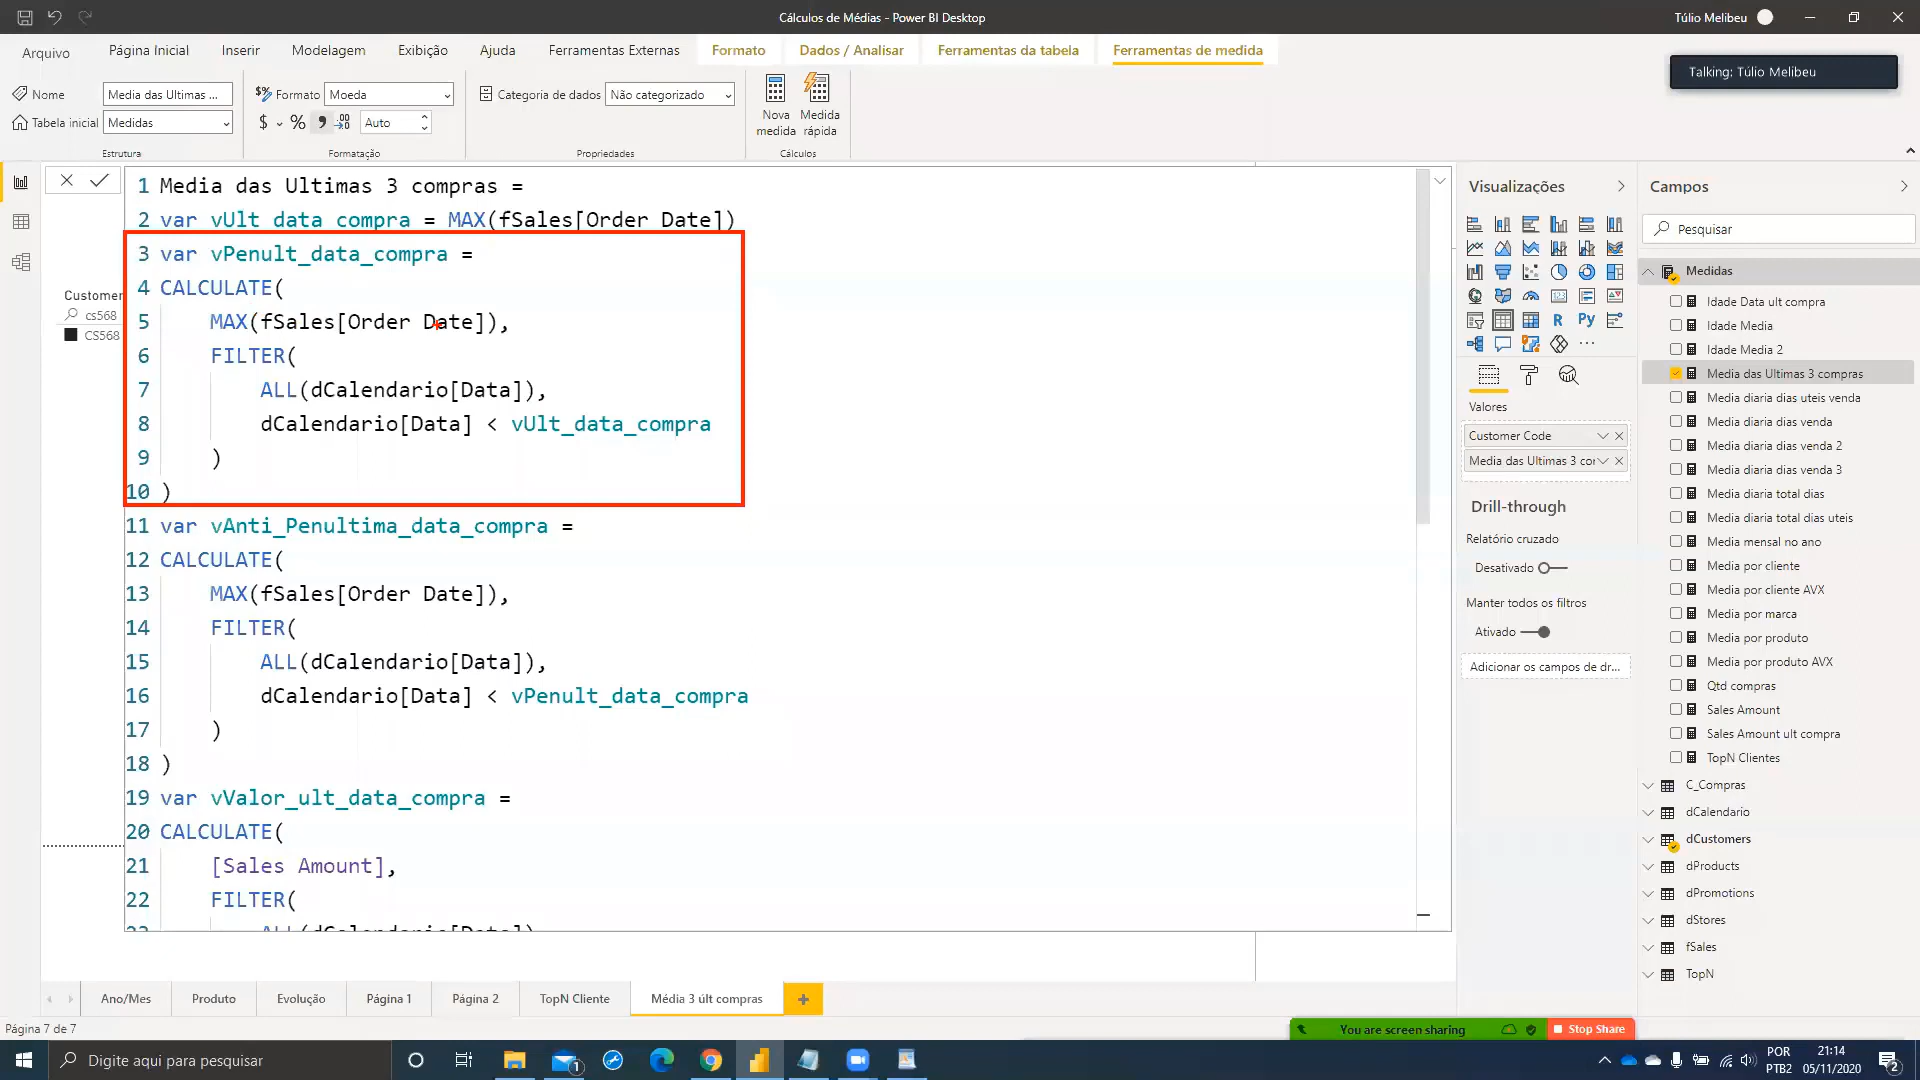 Cálculos de Médias - Power BI Desktop
Túlio Melibeu
Arquivo
Página Inicial
Inserir
Modelagem
Exibição
Ajuda
Ferramentas Externas
Formato
Dados / Analisar
Ferramentas da tabela
Ferramentas de medida
Talking: Túlio Melibeu
Nome
Media das Ultimas ...
Tabela inicial
Medidas
Estrutura
Formato
Moeda
$ % 9 .00
Auto
Formatação
Categoria de dados
Não categorizado
Propriedades
Nova medida
Medida rápida
Cálculos
1 Media das Ultimas 3 compras =
2 var vUlt_data_compra = MAX(fSales[Order Date])
3 var vPenult_data_compra =
4 CALCULATE(
5 MAX(fSales[Order Date]),
6 FILTER(
7 ALL(dCalendario[Data]),
8 dCalendario[Data] < vUlt_data_compra
9 )
10 )
11 var vAnti_Penultima_data_compra =
12 CALCULATE(
13 MAX(fSales[Order Date]),
14 FILTER(
15 ALL(dCalendario[Data]),
16 dCalendario[Data] < vPenult_data_compra
17 )
18 )
19 var vValor_ult_data_compra =
20 CALCULATE(
21 [Sales Amount],
22 FILTER(
23 ALL(dCalendario[Data])
Customer
cs568
CS568
Visualizações
R
Py
Valores
Customer Code
Media das Ultimas 3 cor
Drill-through
Relatório cruzado
Desativado
Manter todos os filtros
Ativado
Adicionar os campos de dr...
Campos
Pesquisar
Medidas
Idade Data ult compra
Idade Media
Idade Media 2
Media das Ultimas 3 compras
Media diaria dias uteis venda
Media diaria dias venda
Media diaria dias venda 2
Media diaria dias venda 3
Media diaria total dias
Media diaria total dias uteis
Media mensal no ano
Media por cliente
Media por cliente AVX
Media por marca
Media por produto
Media por produto AVX
Qtd compras
Sales Amount
Sales Amount ult compra
TopN Clientes
C_Compras
dCalendario
dCustomers
dProducts
dPromotions
dStores
fSales
TopN
Ano/Mes
Produto
Evolução
Página 1
Página 2
TopN Cliente
Média 3 últ compras
Página 7 de 7
You are screen sharing
Stop Share
Digite aqui para pesquisar
1
POR
PTB2
21:14
05/11/2020
2